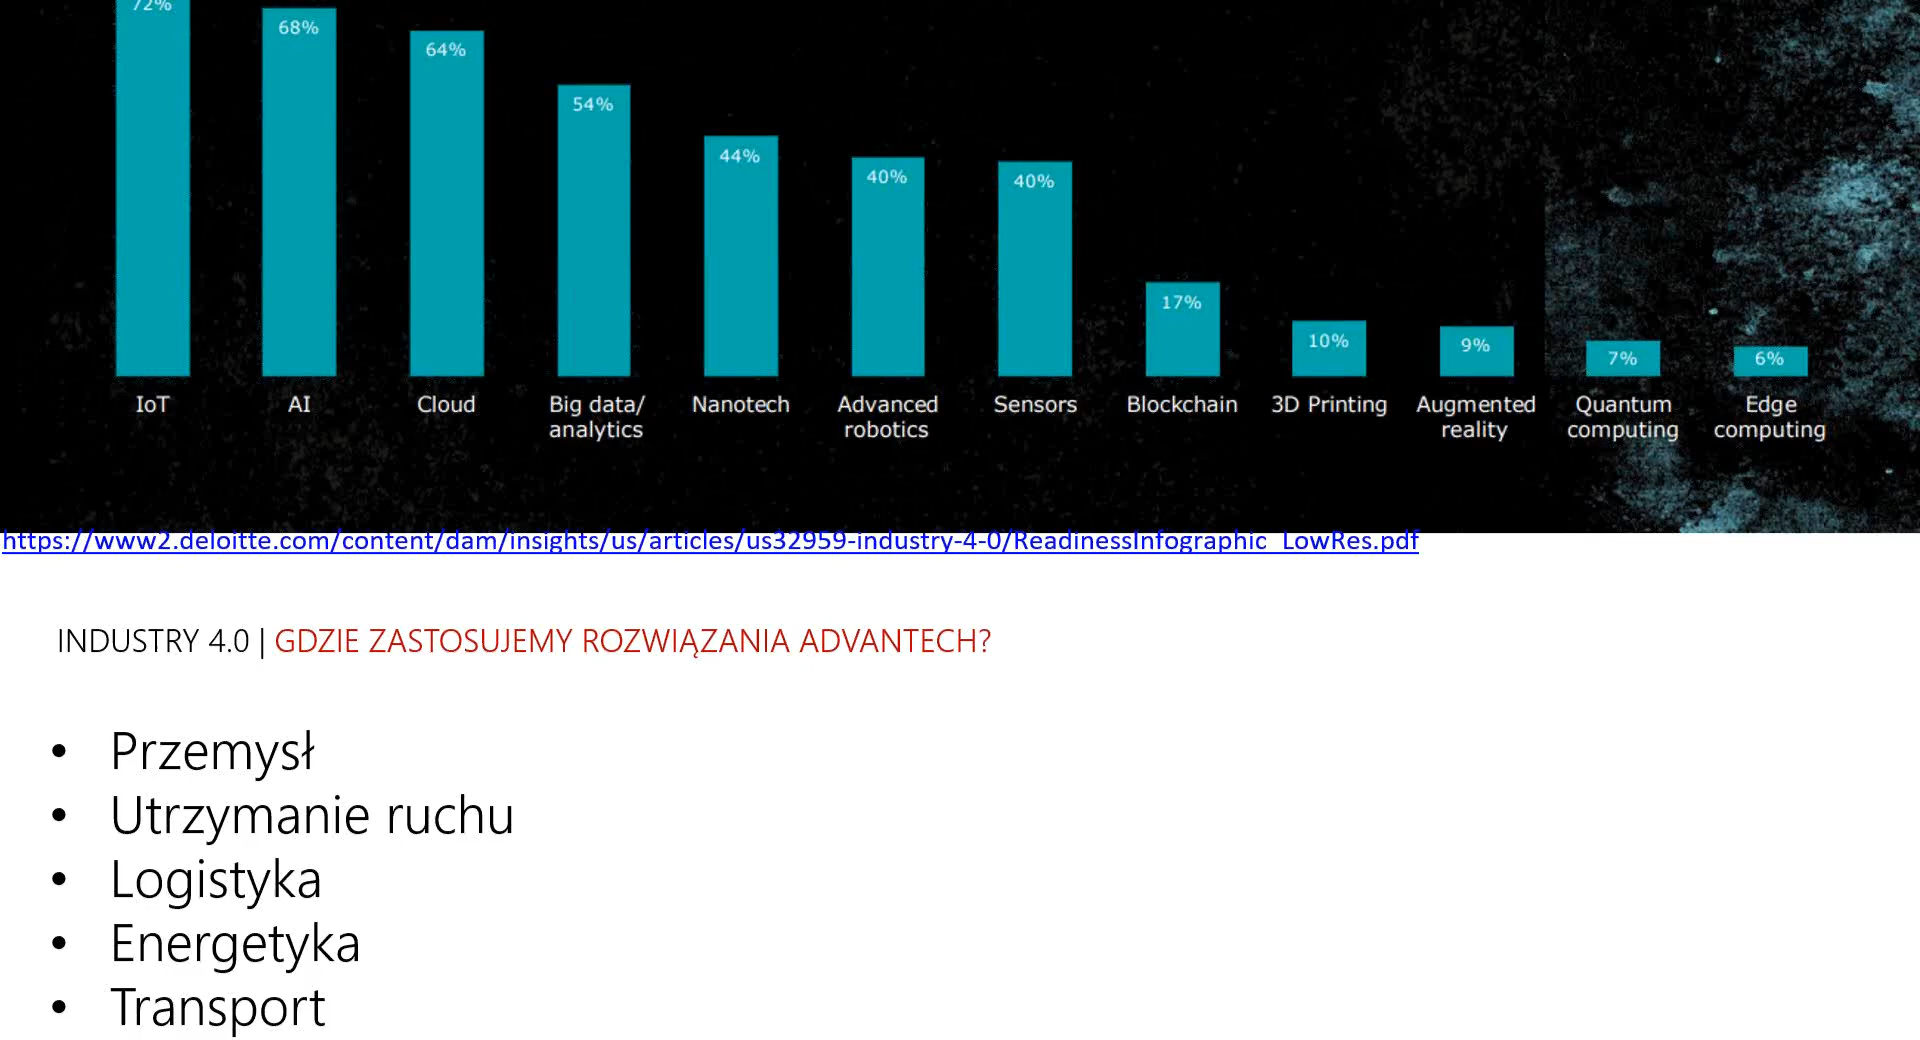 72%
68%
64%
54%
44%
40%
40%
17%
10%
9%
7%
6%
IoT
AI
Cloud
Big data/
analytics
Nanotech
Advanced
robotics
Sensors
Blockchain
3D Printing
Augmented
reality
Quantum
computing
Edge
computing
https://www2.deloitte.com/content/dam/insights/us/articles/us32959-industry-4-0/ReadinessInfographic_LowRes.pdf
INDUSTRY 4.0 | GDZIE ZASTOSUJEMY ROZWIĄZANIA ADVANTECH?
• Przemysł
• Utrzymanie ruchu
• Logistyka
• Energetyka
• Transport